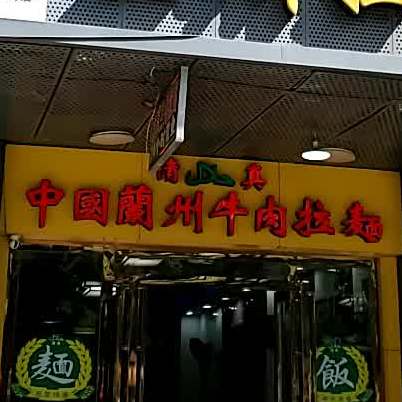 清 真
中國蘭州牛肉拉麵
麵
飯